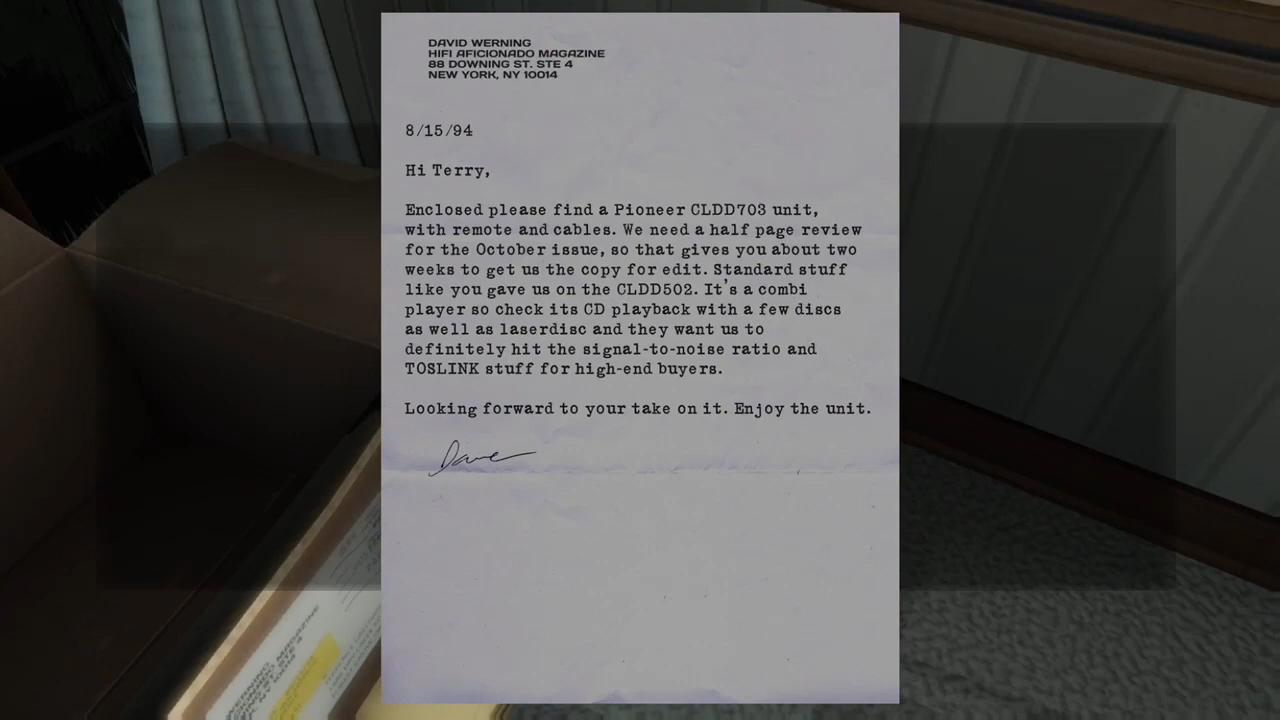 DAVID WERNING
HIFI AFICIONADO MAGAZINE
88 DOWNING ST. STE 4
NEW YORK, NY 10014
8/15/94
Hi Terry,
Enclosed please find a Pioneer CLDD703 unit,
with remote and cables. We need a half page review
for the October issue, so that gives you about two
weeks to get us the copy for edit. Standard stuff
like you gave us on the CLDD502. It's a combi
player so check its CD playback with a few discs
as well as laserdisc and they want us to
definitely hit the signal-to-noise ratio and
TOSLINK stuff for high-end buyers.
Looking forward to your take on it. Enjoy the unit.
Dave